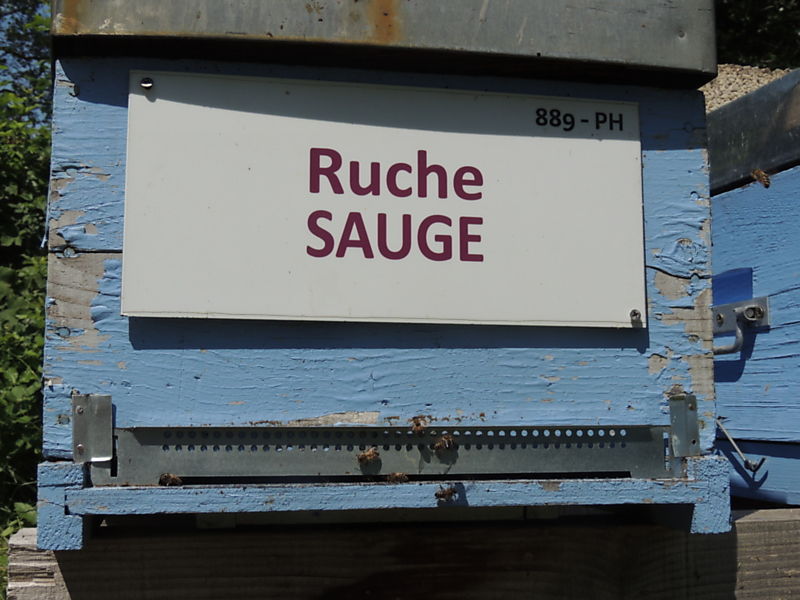 889 - PH
Ruche
SAUGE